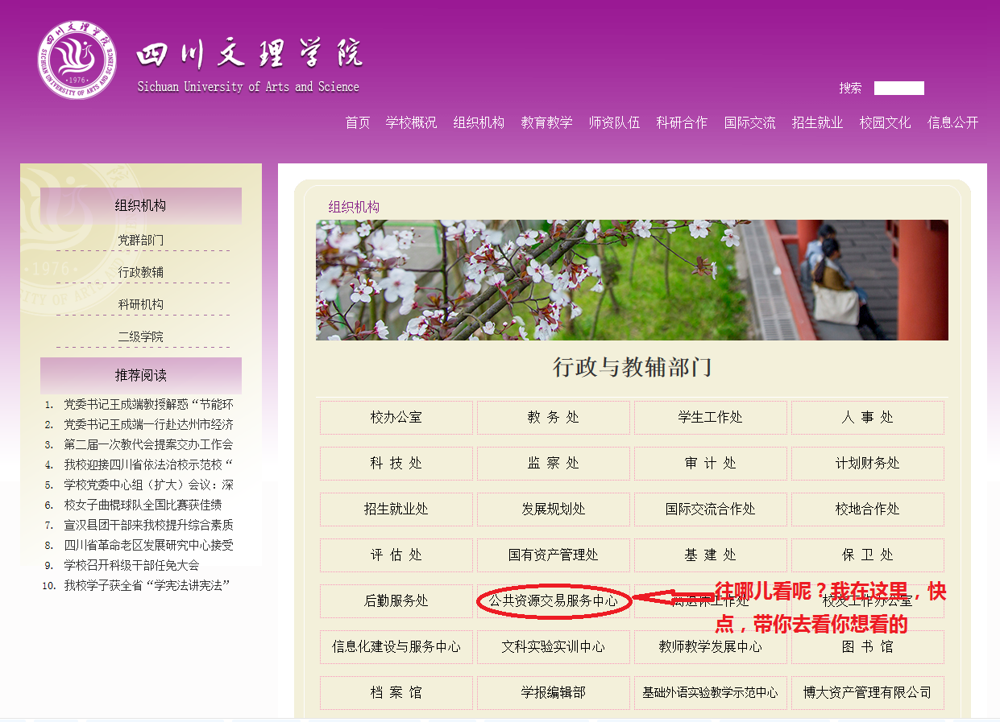 四川文理学院
SICHUAN UNIVERSITY OF ARTS AND SCIENCE
·1976·
四川文理学院
Sichuan University of Arts and Science
搜索
首页 学校概况 组织机构 教育教学 师资队伍 科研合作 国际交流 招生就业 校园文化 信息公开
组织机构
党群部门
行政教辅
科研机构
二级学院
推荐阅读
1. 党委书记王成端教授解惑“节能环
2. 党委书记王成端一行赴达州市经济
3. 第二届一次教代会提案交办工作会
4. 我校迎接四川省依法治校示范校“
5. 学校党委中心组（扩大）会议：深
6. 校女子曲棍球队全国比赛获佳绩
7. 宣汉县团干部来我校提升综合素质
8. 四川省革命老区发展研究中心接受
9. 学校召开科级干部任免大会
10. 我校学子获全省“学宪法讲宪法”
组织机构
行政与教辅部门
校办公室 教 务 处 学生工作处 人 事 处
科 技 处 监 察 处 审 计 处 计划财务处
招生就业处 发展规划处 国际交流合作处 校地合作处
评 估 处 国有资产管理处 基 建 处 保 卫 处
后勤服务处 公共资源交易服务中心 离退休工作处 校友工作办公室
往哪儿看呢？我在这里，快
点，带你去看你想看的
信息化建设与服务中心 文科实验实训中心 教师教学发展中心 图 书 馆
档 案 馆 学报编辑部 基础外语实验教学示范中心 博大资产管理有限公司